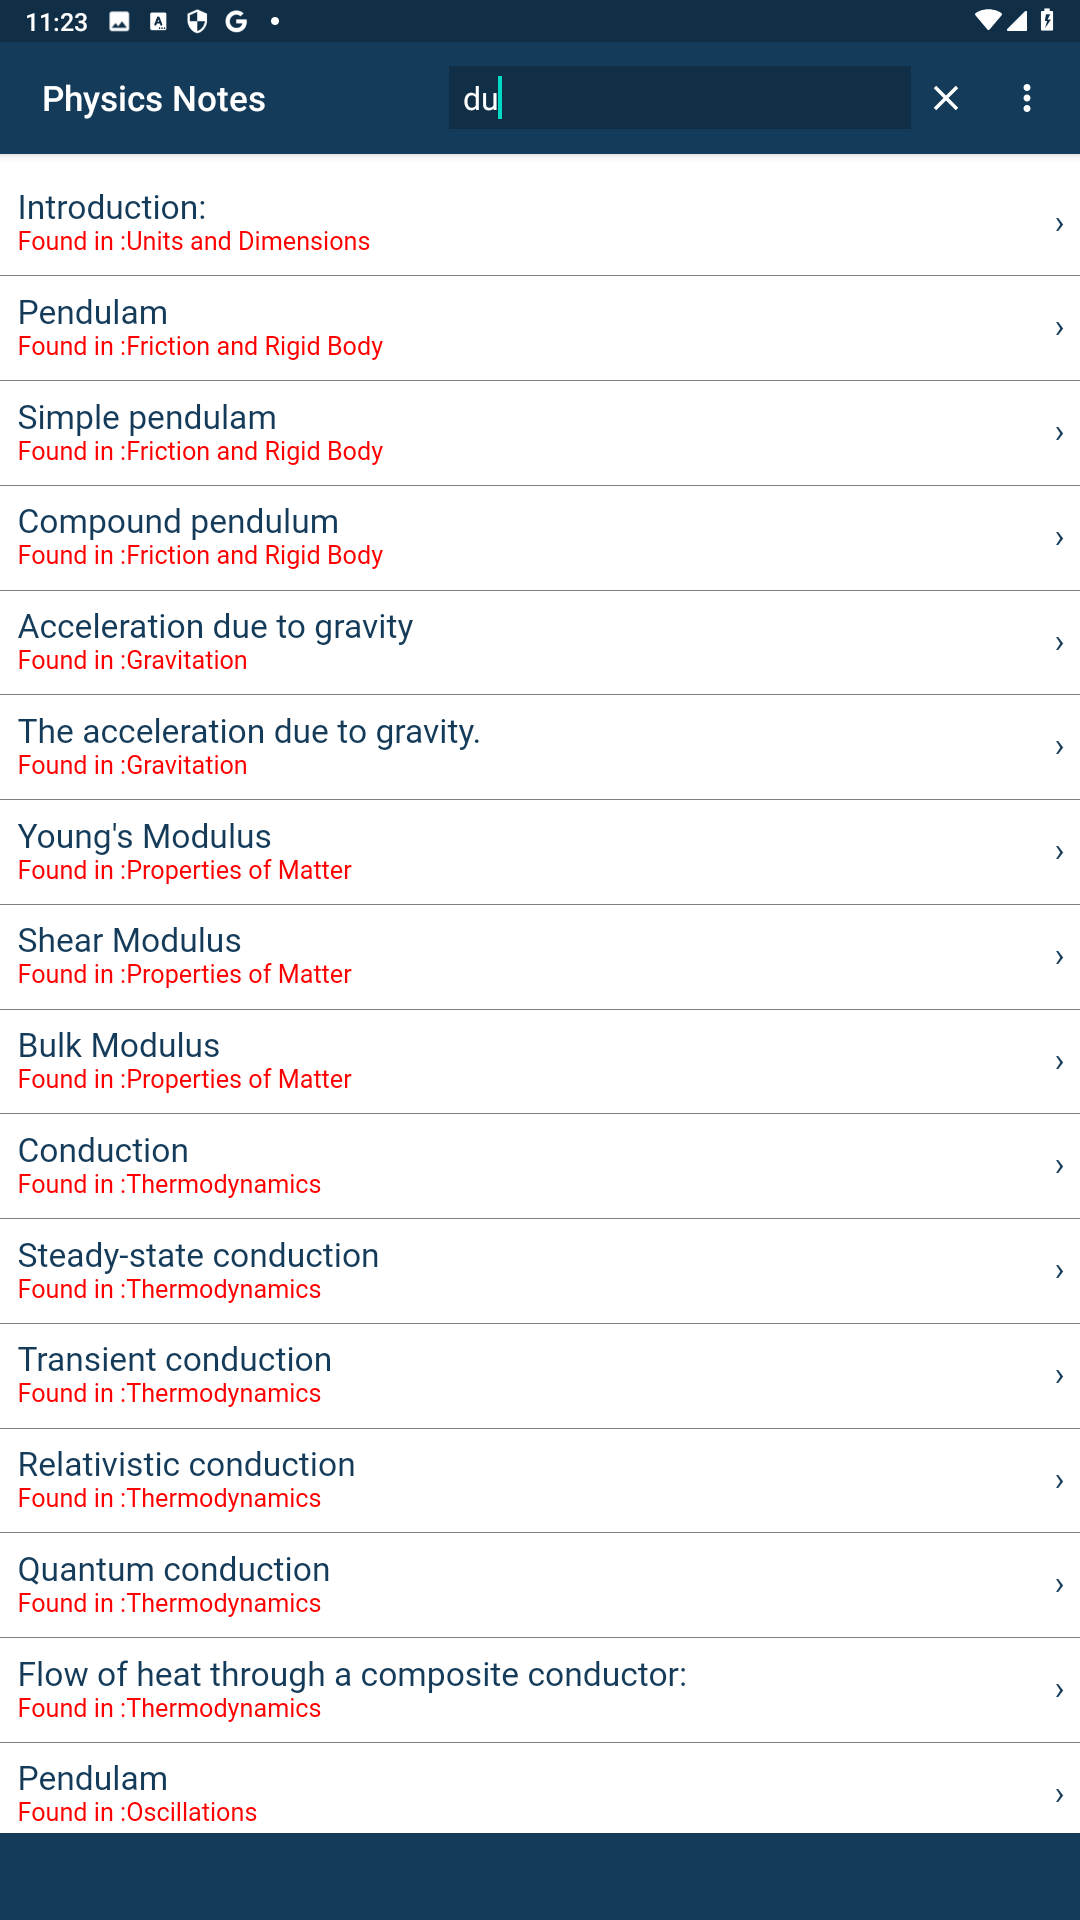 11:23
Physics Notes
du
Introduction:
Found in :Units and Dimensions
Pendulam
Found in :Friction and Rigid Body
Simple pendulam
Found in :Friction and Rigid Body
Compound pendulum
Found in :Friction and Rigid Body
Acceleration due to gravity
Found in :Gravitation
The acceleration due to gravity.
Found in :Gravitation
Young's Modulus
Found in :Properties of Matter
Shear Modulus
Found in :Properties of Matter
Bulk Modulus
Found in :Properties of Matter
Conduction
Found in :Thermodynamics
Steady-state conduction
Found in :Thermodynamics
Transient conduction
Found in :Thermodynamics
Relativistic conduction
Found in :Thermodynamics
Quantum conduction
Found in :Thermodynamics
Flow of heat through a composite conductor:
Found in :Thermodynamics
Pendulam
Found in :Oscillations